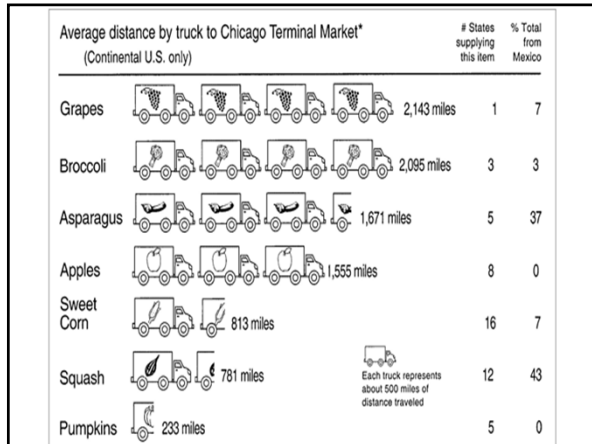 Average distance by truck to Chicago Terminal Market*
(Continental U.S. only)
# States
supplying
this item
% Total
from
Mexico
Grapes 2,143 miles 1 7
Broccoli 2,095 miles 3 3
Asparagus 1,671 miles 5 37
Apples 1,555 miles 8 0
Sweet
Corn 813 miles 16 7
Squash 781 miles 12 43
Each truck represents
about 500 miles of
distance traveled
Pumpkins 233 miles 5 0